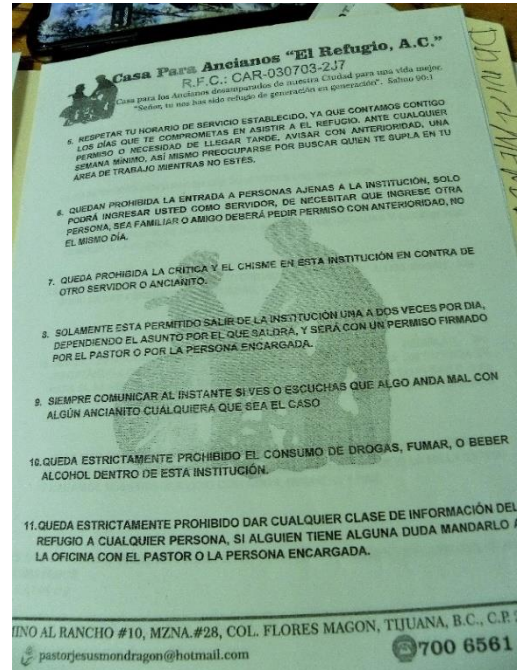 Casa Para Ancianos "El Refugio, A.C."
R.F.C.: CAR-030703-2J7
Casa para los Ancianos desamparados de nuestra Ciudad para una vida mejor.
"Señor, tu nos has sido refugio de generación en generación". Salmo 90:1
5. RESPETAR TU HORARIO DE SERVICIO ESTABLECIDO, YA QUE CONTAMOS CONTIGO
LOS DÍAS QUE TE COMPROMETAS EN ASISTIR A EL REFUGIO. ANTE CUALQUIER
PERMISO O NECESIDAD DE LLEGAR TARDE, AVISAR CON ANTERIORIDAD, UNA
SEMANA MÍNIMO, ASÍ MISMO PREOCUPARSE POR BUSCAR QUIEN TE SUPLA EN TU
ÁREA DE TRABAJO MIENTRAS NO ESTES.
6. QUEDAN PROHIBIDA LA ENTRADA A PERSONAS AJENAS A LA INSTITUCIÓN, SOLO
PODRÁ INGRESAR USTED COMO SERVIDOR, DE NECESITAR QUE INGRESE OTRA
PERSONA, SEA FAMILIAR O AMIGO DEBERÁ PEDIR PERMISO CON ANTERIORIDAD, NO
EL MISMO DÍA.
7. QUEDA PROHIBIDA LA CRITICA Y EL CHISME EN ESTA INSTITUCIÓN EN CONTRA DE
OTRO SERVIDOR O ANCIANITO.
8. SOLAMENTE ESTA PERMITIDO SALIR DE LA INSTITUCIÓN UNA A DOS VECES POR DIA,
DEPENDIENDO EL ASUNTO POR EL QUE SALDRA, Y SERÁ CON UN PERMISO FIRMADO
POR EL PASTOR O POR LA PERSONA ENCARGADA.
9. SIEMPRE COMUNICAR AL INSTANTE SI VES O ESCUCHAS QUE ALGO ANDA MAL CON
ALGÚN ANCIANITO CUALQUIERA QUE SEA EL CASO
10. QUEDA ESTRICTAMENTE PROHIBIDO EL CONSUMO DE DROGAS, FUMAR, O BEBER
ALCOHOL DENTRO DE ESTA INSTITUCIÓN.
11. QUEDA ESTRICTAMENTE PROHIBIDO DAR CUALQUIER CLASE DE INFORMACIÓN DEL
REFUGIO A CUALQUIER PERSONA, SI ALGUIEN TIENE ALGUNA DUDA MANDARLO A
LA OFICINA CON EL PASTOR O LA PERSONA ENCARGADA.
INO AL RANCHO #10, MZNA.#28, COL. FLORES MAGON, TIJUANA, B.C., C.P.
pastorjesusmondragon@hotmail.com
700 6561